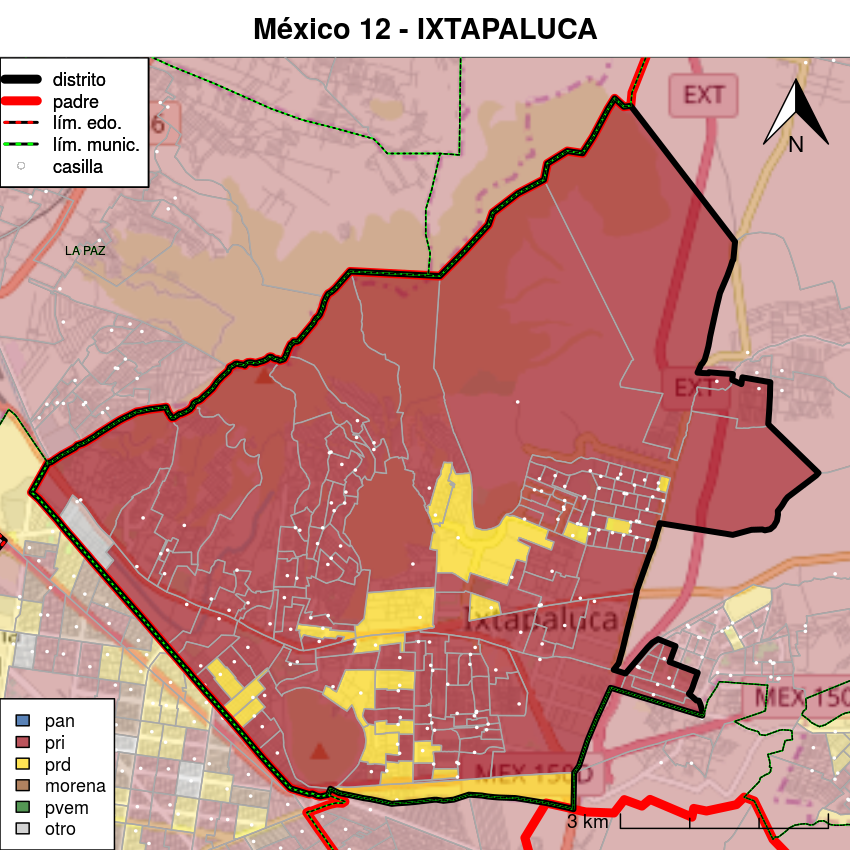 México 12 - IXTAPALUCA
distrito
padre
lím. edo.
lím. munic.
casilla
6
EXT
N
LA PAZ
EXT
Ixtapaluca
MEX 150
MEX 150D
pan
pri
prd
morena
pvem
otro
3 km